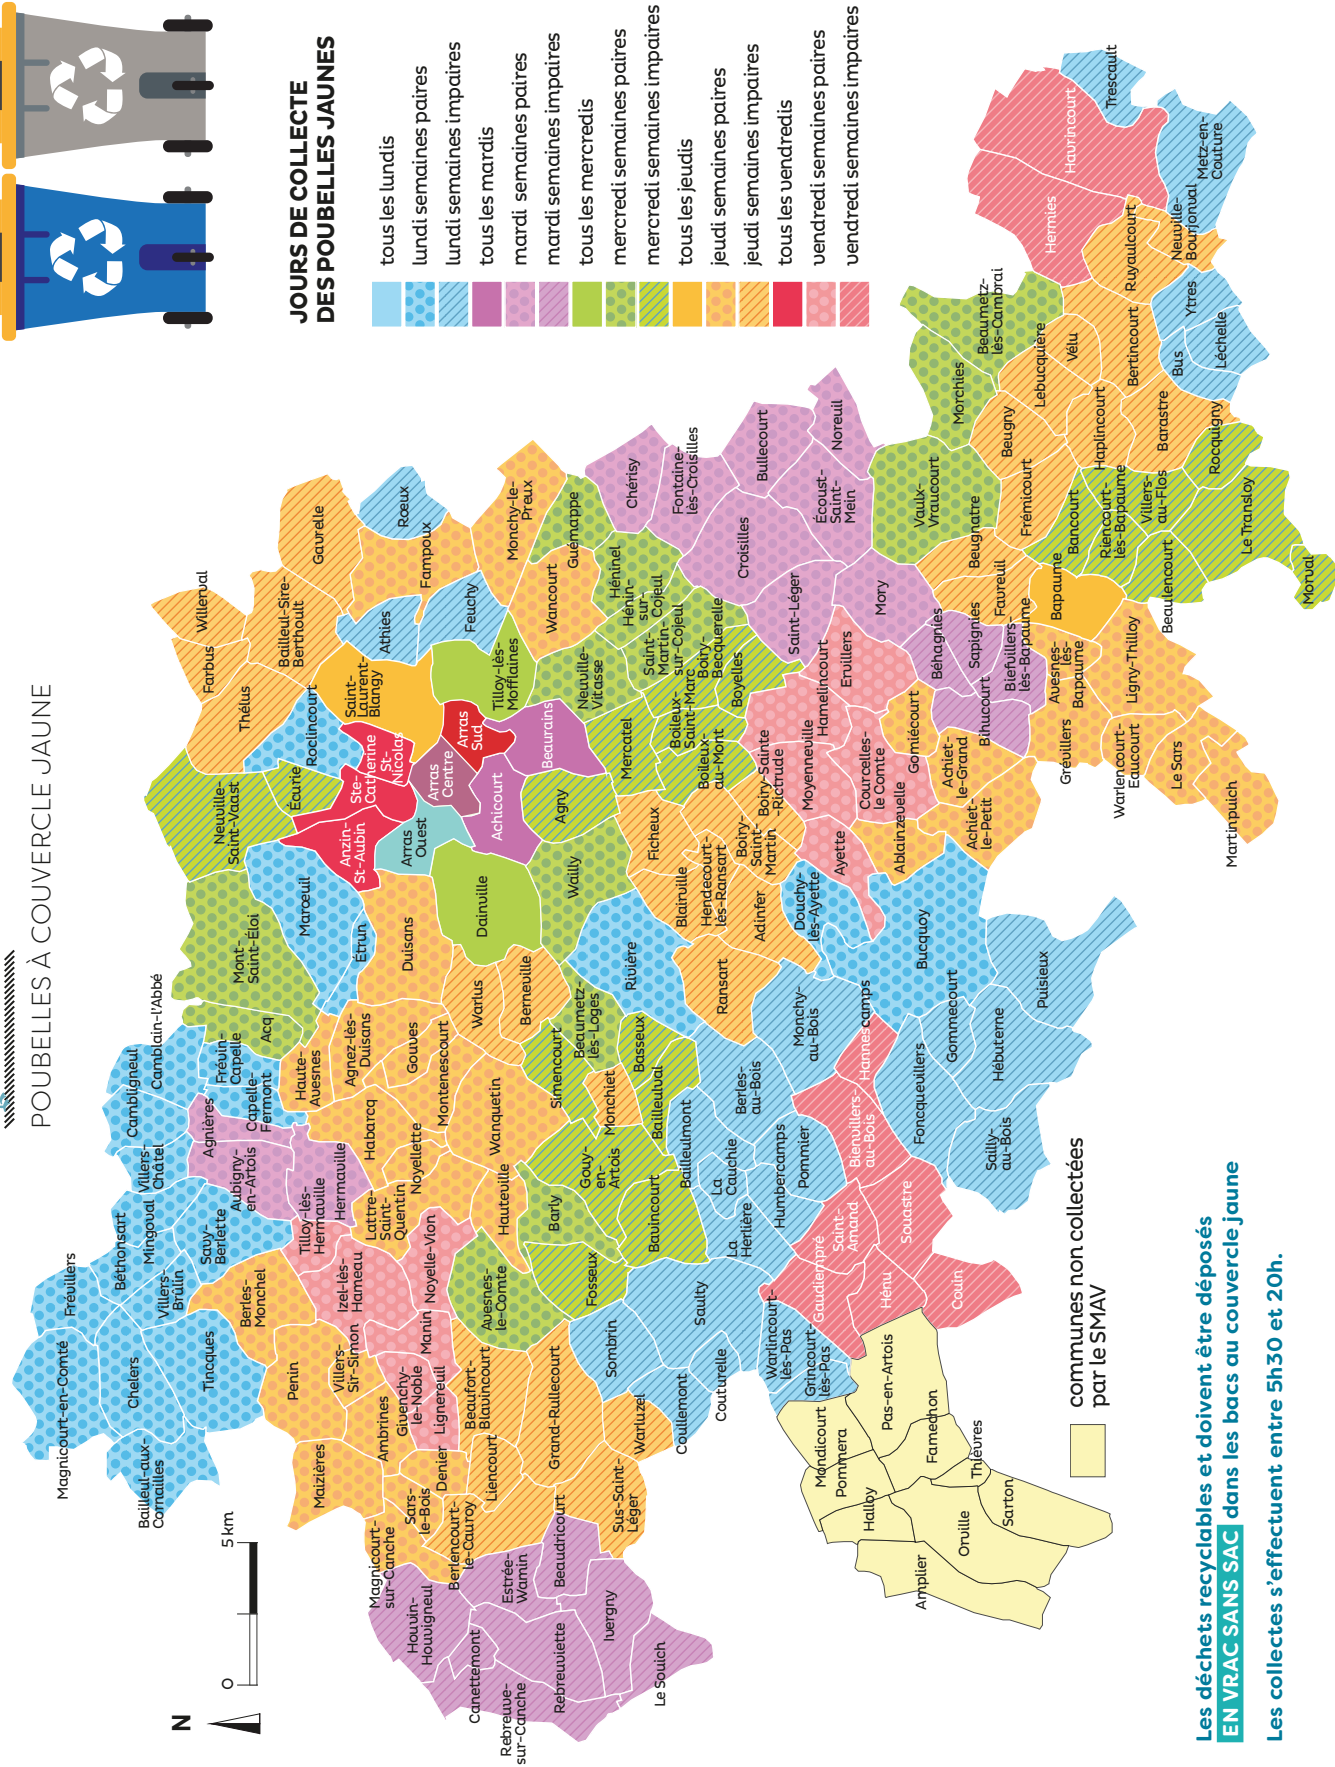 POUBELLES À COUVERCLE JAUNE
JOURS DE COLLECTE
DES POUBELLES JAUNES
tous les lundis
lundi semaines paires
lundi semaines impaires
tous les mardis
mardi semaines paires
mardi semaines impaires
tous les mercredis
mercredi semaines paires
mercredi semaines impaires
tous les jeudis
jeudi semaines paires
jeudi semaines impaires
tous les vendredis
vendredi semaines paires
vendredi semaines impaires
N
0
5 km
Magnicourt-en-Comté
Frévillers
Chelers
Béthonsart
Mingoval
Villers-
Châtel
Cambligneul
Camblain-l'Abbé
Bailleul-aux-
Cornailles
Tincques
Villers-
Brûlin
Savy-
Berlette
Aubigny-
en-Artois
Agnières
Capelle-
Fermont
Frévin-
Capelle
Acq
Mont-
Saint-Éloi
Neuville-
Saint-Vaast
Écurie
Thélus
Farbus
Willerval
Bailleul-Sire-
Berthoult
Gavrelle
Rœux
Fampoux
Athies
Feuchy
Roclincourt
Saint-
Laurent-
Blangy
Ste-
Catherine
St-
Nicolas
Anzin-
St-Aubin
Arras
Ouest
Arras
Centre
Arras
Sud
Marœuil
Étrun
Duisans
Haute-
Avesnes
Agnez-lès-
Duisans
Gouves
Montenescourt
Habarcq
Hermaville
Tilloy-lès-
Hermaville
Lattre-
Saint-
Quentin
Noyellette
Wanquetin
Hauteville
Warlus
Berneville
Dainville
Achicourt
Beaurains
Tilloy-lès-
Mofflaines
Monchy-le-
Preux
Wancourt
Guémappe
Chérisy
Neuville-
Vitasse
Héninel
Hénin-
sur-
Cojeul
Saint-
Martin-
sur-Cojeul
Fontaine-
lès-Croisilles
Bullecourt
Noreuil
Écoust-
Saint-
Mein
Croisilles
Saint-Léger
Boiry-
Becquerelle
Boyelles
Boileux-
Saint-Marc
Boileux-
au-Mont
Mercatel
Agny
Wailly
Ficheux
Rivière
Blairville
Hendecourt-
lès-Ransart
Boiry-
Saint-
Martin
Boiry-Sainte
-Rictrude
Adinfer
Ransart
Beaumetz-
lès-Loges
Simencourt
Monchiet
Basseux
Bailleulval
Bailleulmont
Gouy-
en-
Artois
Barly
Bavincourt
Fosseux
Avesnes-
le-Comte
Noyelle-Vion
Izel-lès-
Hameau
Manin
Berles-
Monchel
Penin
Villers-
Sir-Simon
Givenchy-
le-Noble
Lignereuil
Ambrines
Maizières
Denier
Sars-
le-Bois
Liencourt
Beaufort-
Blavincourt
Grand-Rullecourt
Berlencourt-
le-Cauroy
Magnicourt-
sur-Canche
Houvin-
Houvigneul
Estrée-
Wamin
Beaudricourt
Canettemont
Rebreuve-
sur-Canche
Rebreuviette
Ivergny
Le Souich
Sus-Saint-
Léger
Warluzel
Sombrin
Saulty
Coullemont
Couturelle
Warlincourt-
lès-Pas
Grincourt-
lès-Pas
La
Herlière
La
Cauchie
Humbercamps
Pommier
Berles-
au-Bois
Monchy-
au-Bois
Douchy-
lès-Ayette
Ayette
Moyenneville
Hamelincourt
Courcelles-
le Comte
Ervillers
Mory
Gomiécourt
Ablainzevelle
Achiet-
le-Grand
Achiet-
le-Petit
Bucquoy
Hannescamps
Bienvillers-
au-Bois
Saint-
Amand
Gaudiempré
Souastre
Hénu
Couin
Foncquevillers
Gommecourt
Hébuterne
Sailly-
au-Bois
Puisieux
Béhagnies
Sapignies
Biefvillers-
lès-Bapaume
Bihucourt
Grévillers
Avesnes-
lès-
Bapaume
Ligny-Thilloy
Warlencourt-
Eaucourt
Le Sars
Martinpuich
Bapaume
Favreuil
Beugnatre
Vaulx-
Vraucourt
Frémicourt
Bancourt
Riencourt-
lès-Bapaume
Beaulencourt
Villers-
au-Flos
Le Transloy
Morval
Rocquigny
Barastre
Haplincourt
Beugny
Morchies
Beaumetz-
lès-Cambrai
Lebucquière
Vélu
Bertincourt
Bus
Léchelle
Ytres
Ruyaulcourt
Neuville-
Bourjonval
Hermies
Havrincourt
Trescault
Metz-en-
Couture
Mondicourt
Pommera
Pas-en-Artois
Famechon
Thièvres
Halloy
Orville
Sarton
Amplier
communes non collectées
par le SMAV
Les déchets recyclables et doivent être déposés
EN VRAC SANS SAC dans les bacs au couvercle jaune
Les collectes s'effectuent entre 5h30 et 20h.